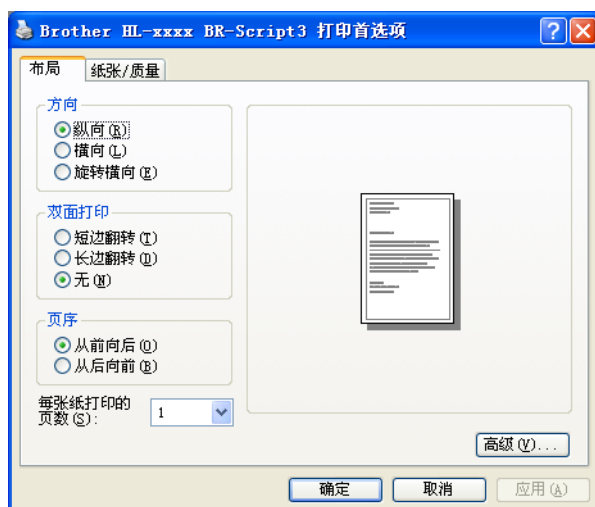 Brother HL-xxxx BR-Script3 打印首选项
布局
纸张/质量
方向
纵向(R)
横向(L)
旋转横向(E)
双面打印
短边翻转(T)
长边翻转(D)
无(N)
页序
从前向后(O)
从后向前(B)
每张纸打印的
页数(S):
1
高级(V)...
确定
取消
应用(A)